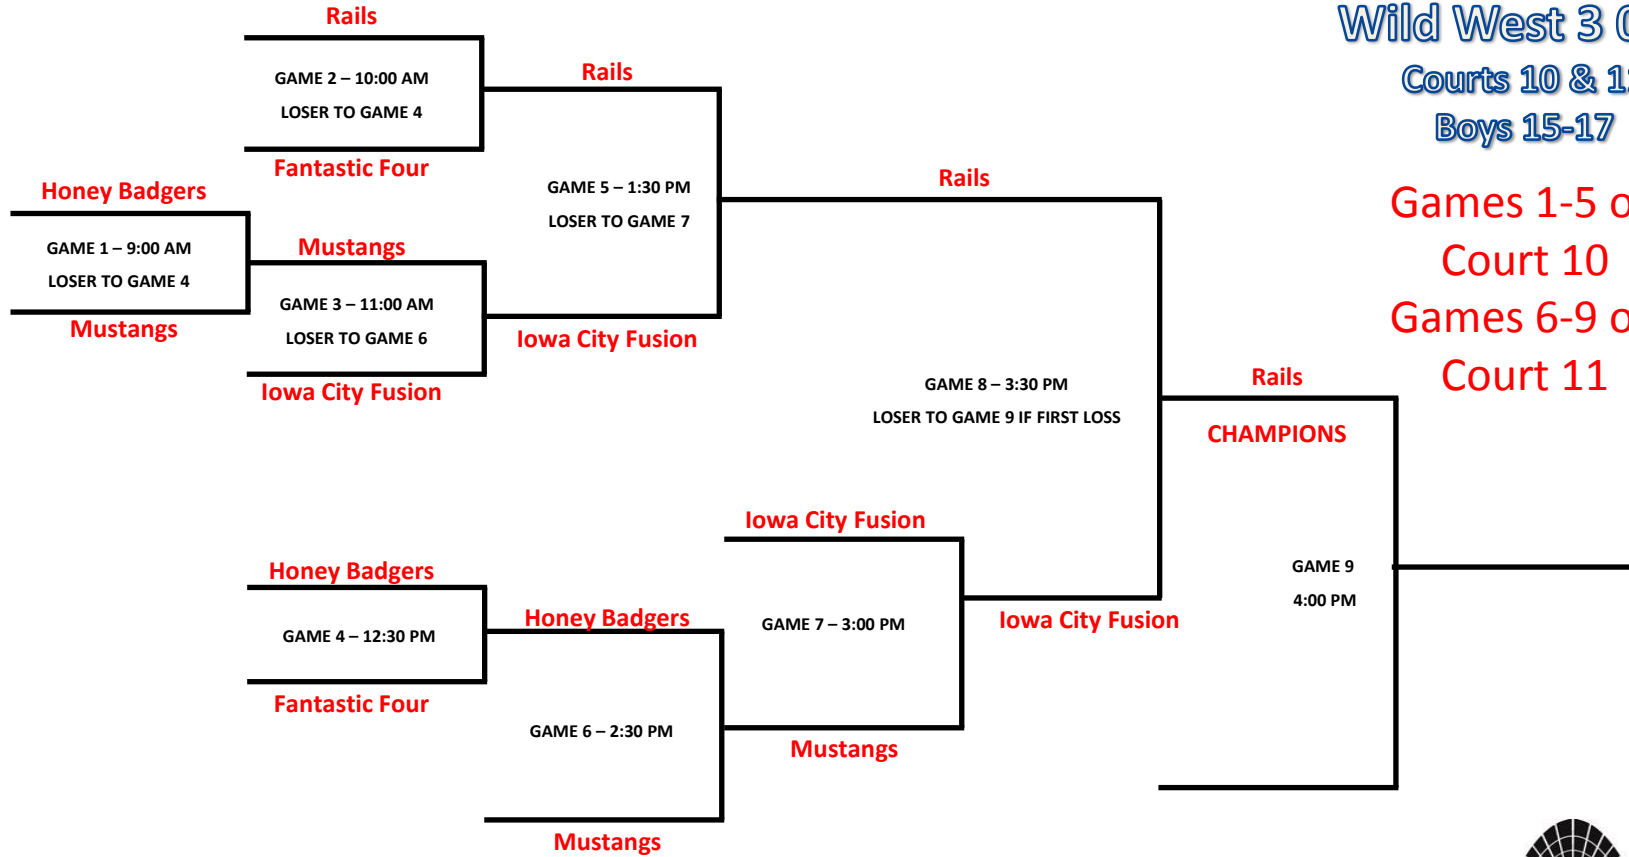 Rails
Wild West 3
Courts 10 &
Boys 15-17
GAME 2 – 10:00 AM
LOSER TO GAME 4
Rails
Fantastic Four
Honey Badgers
GAME 5 – 1:30 PM
LOSER TO GAME 7
Rails
Games 1-5
Court 10
Games 6-9
Court 11
GAME 1 – 9:00 AM
LOSER TO GAME 4
Mustangs
Mustangs
GAME 3 – 11:00 AM
LOSER TO GAME 6
Iowa City Fusion
Iowa City Fusion
GAME 8 – 3:30 PM
LOSER TO GAME 9 IF FIRST LOSS
Rails
CHAMPIONS
Iowa City Fusion
Honey Badgers
GAME 4 – 12:30 PM
Fantastic Four
Honey Badgers
GAME 7 – 3:00 PM
Iowa City Fusion
GAME 9
4:00 PM
GAME 6 – 2:30 PM
Mustangs
Mustangs